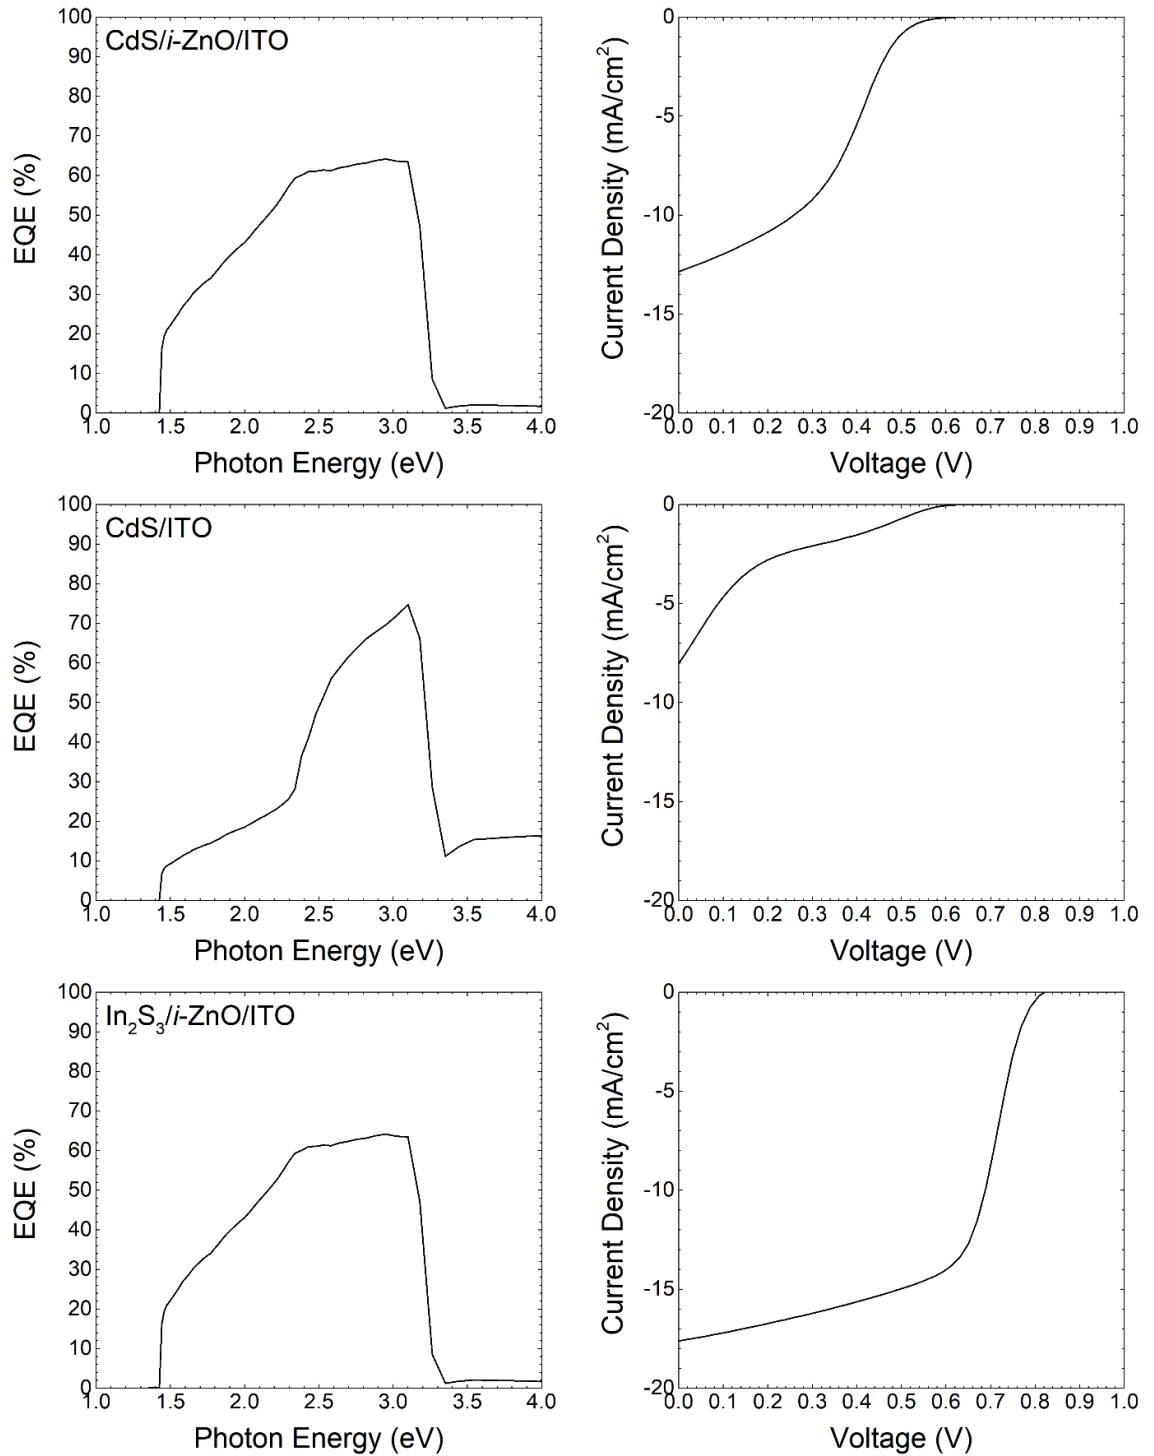 CdS/i-ZnO/ITO
EQE (%)
100
90
80
70
60
50
40
30
20
10
0
1.0 1.5 2.0 2.5 3.0 3.5 4.0
Photon Energy (eV)
Current Density (mA/cm²)
0
-5
-10
-15
-20
0.0 0.1 0.2 0.3 0.4 0.5 0.6 0.7 0.8 0.9 1.0
Voltage (V)
CdS/ITO
EQE (%)
100
90
80
70
60
50
40
30
20
10
0
1.0 1.5 2.0 2.5 3.0 3.5 4.0
Photon Energy (eV)
Current Density (mA/cm²)
0
-5
-10
-15
-20
0.0 0.1 0.2 0.3 0.4 0.5 0.6 0.7 0.8 0.9 1.0
Voltage (V)
In₂S₃/i-ZnO/ITO
EQE (%)
100
90
80
70
60
50
40
30
20
10
0
1.0 1.5 2.0 2.5 3.0 3.5 4.0
Photon Energy (eV)
Current Density (mA/cm²)
0
-5
-10
-15
-20
0.0 0.1 0.2 0.3 0.4 0.5 0.6 0.7 0.8 0.9 1.0
Voltage (V)